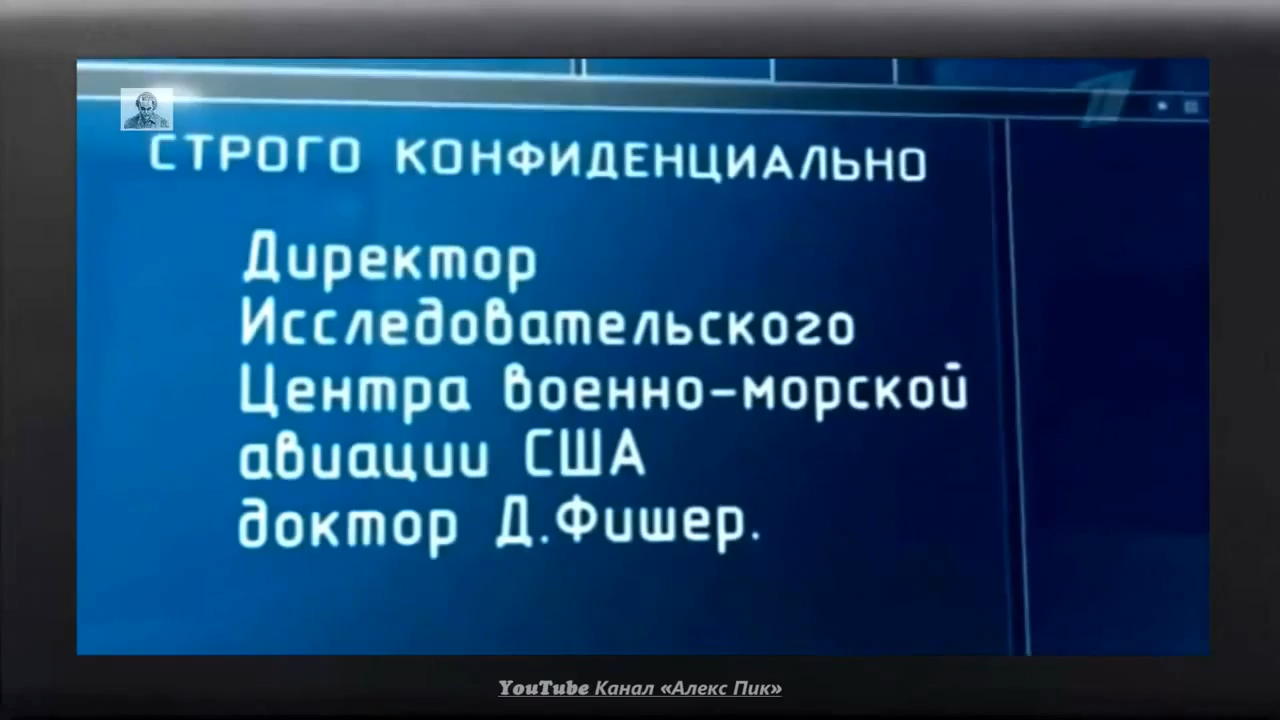 СТРОГО КОНФИДЕНЦИАЛЬНО
Директор
Исследовательского
Центра военно-морской
авиации США
доктор Д.Фишер.
YouTube Канал «Алекс Пик»